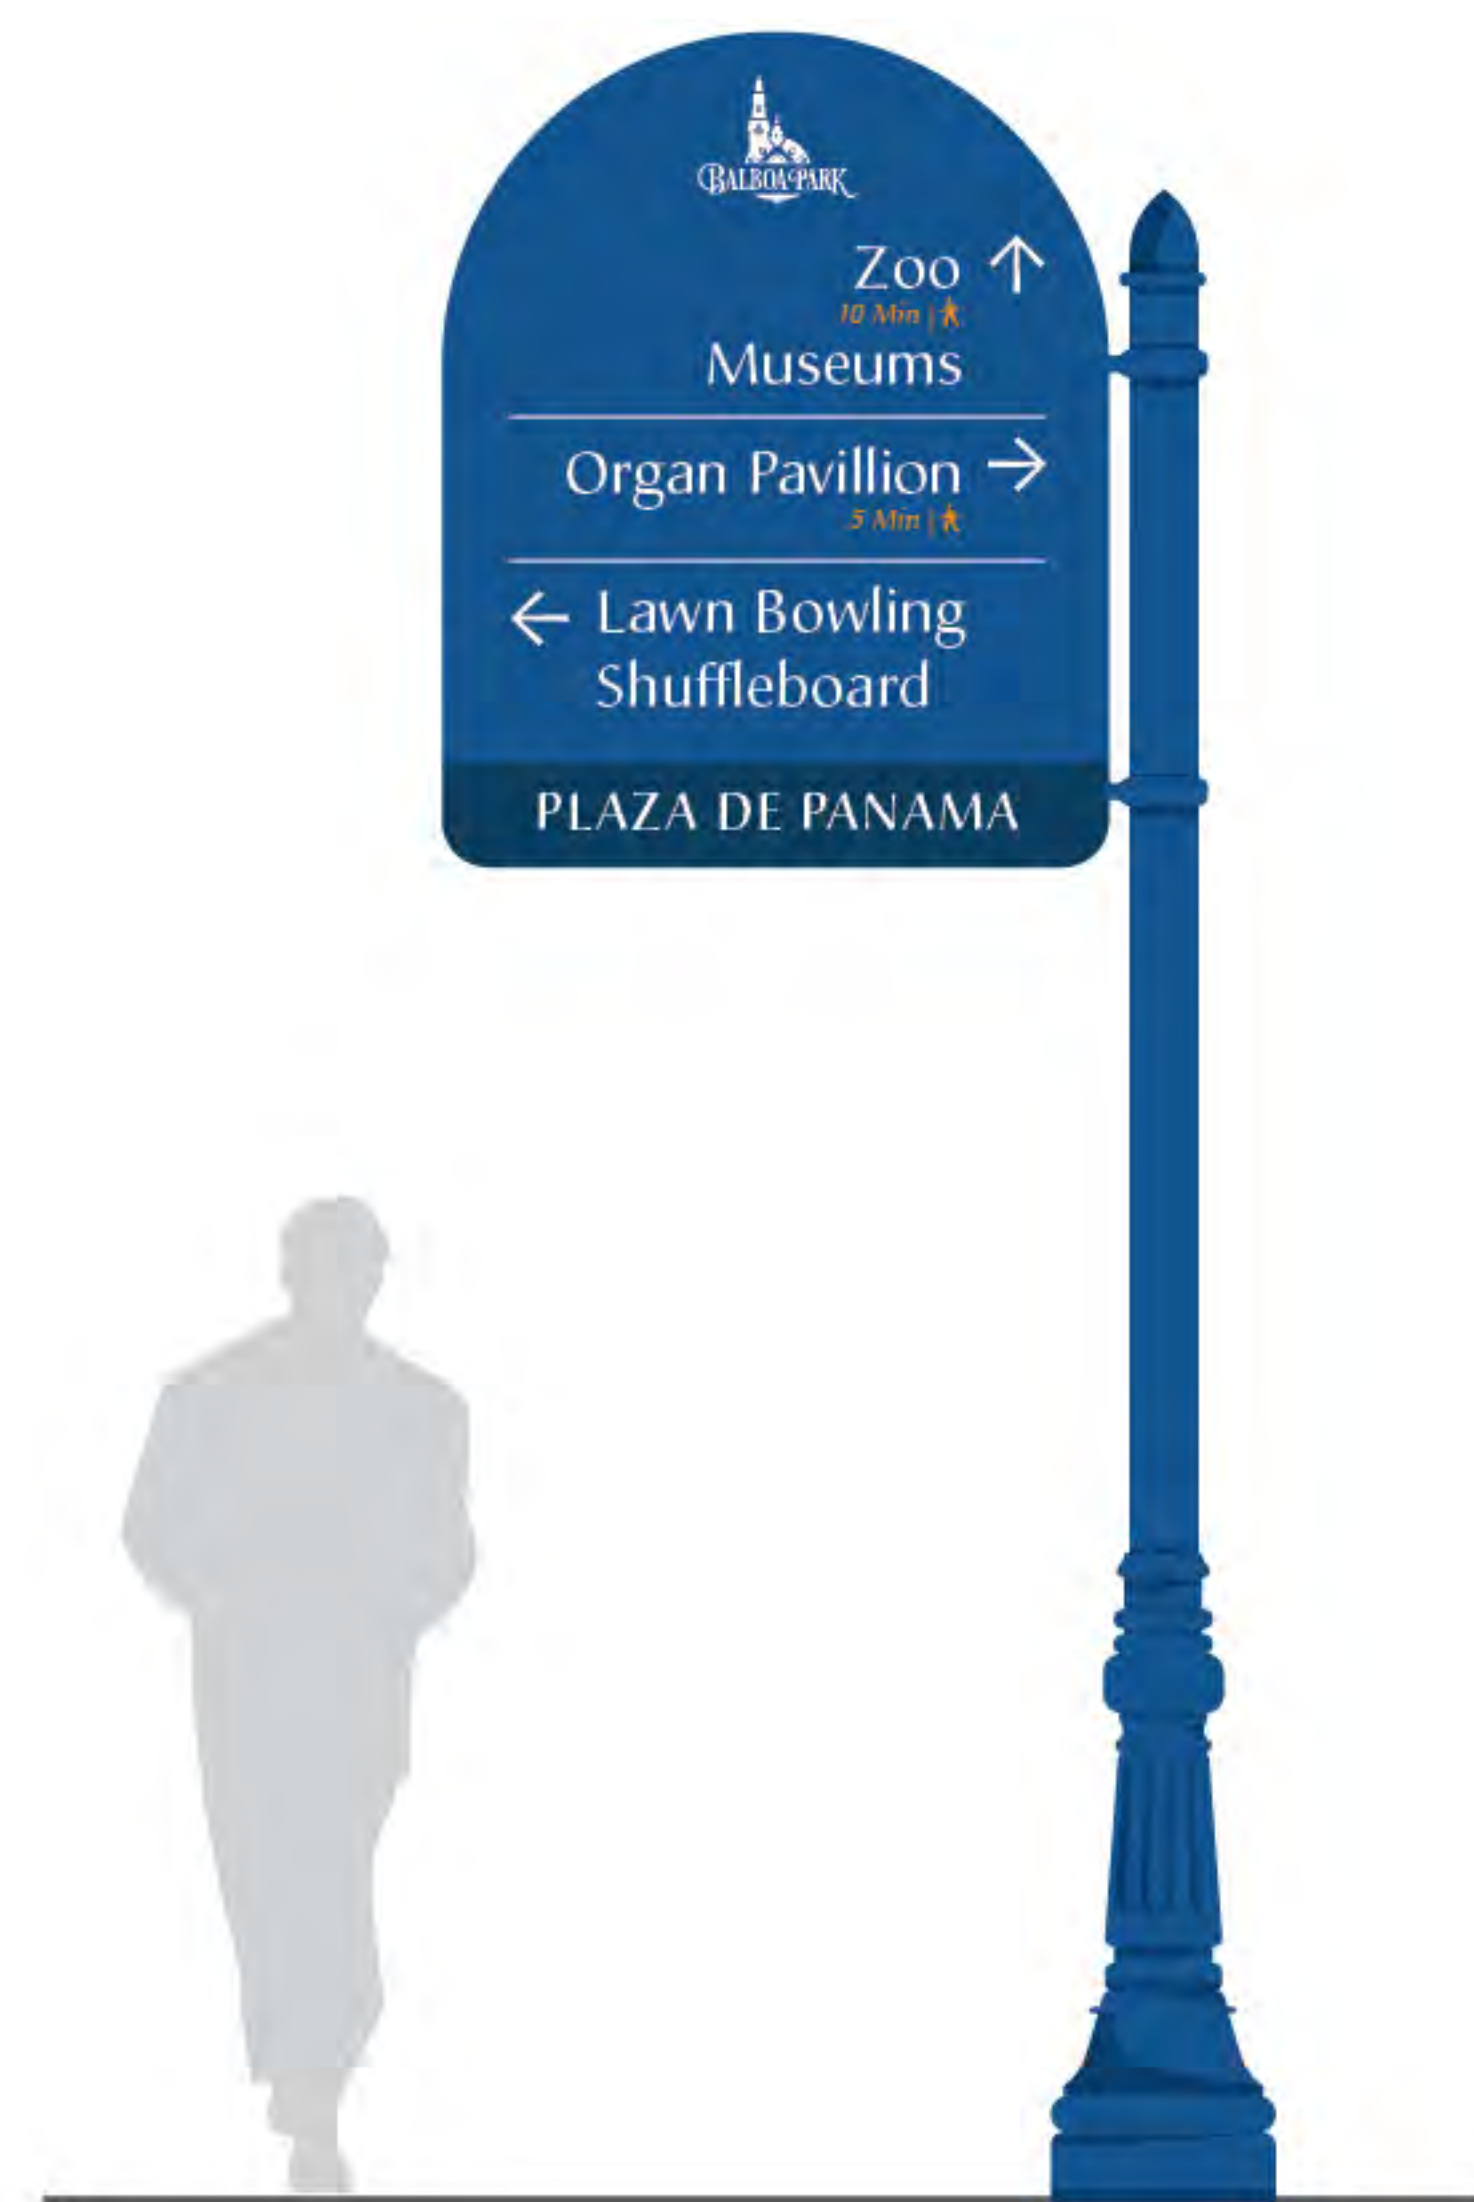 BALBOA PARK
Zoo
10 Min |
Museums
Organ Pavillion
5 Min |
Lawn Bowling
Shuffleboard
PLAZA DE PANAMA